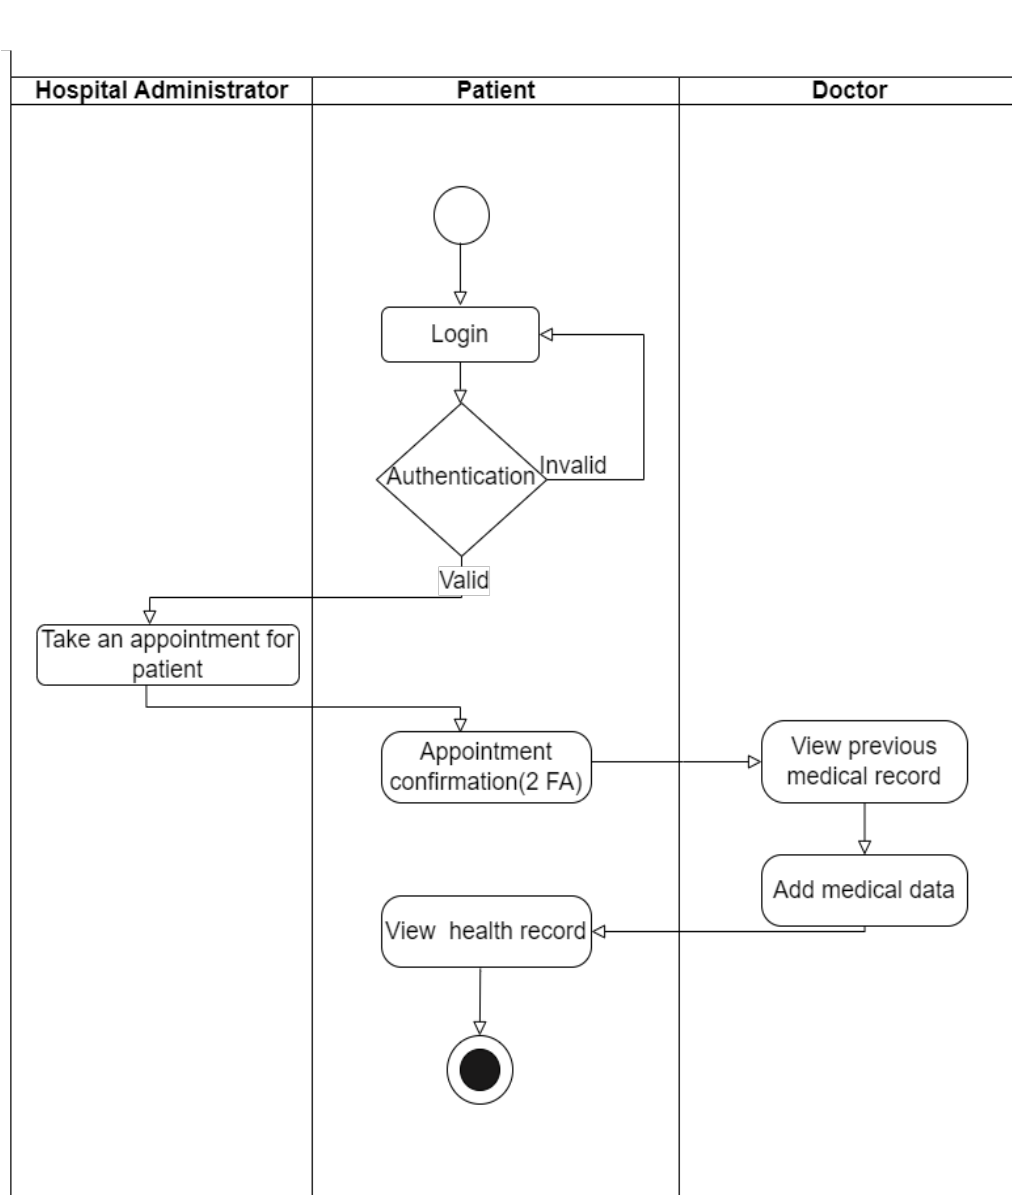 Hospital Administrator
Patient
Doctor
Login
Authentication
Invalid
Valid
Take an appointment for
patient
Appointment
confirmation(2 FA)
View previous
medical record
Add medical data
View  health record